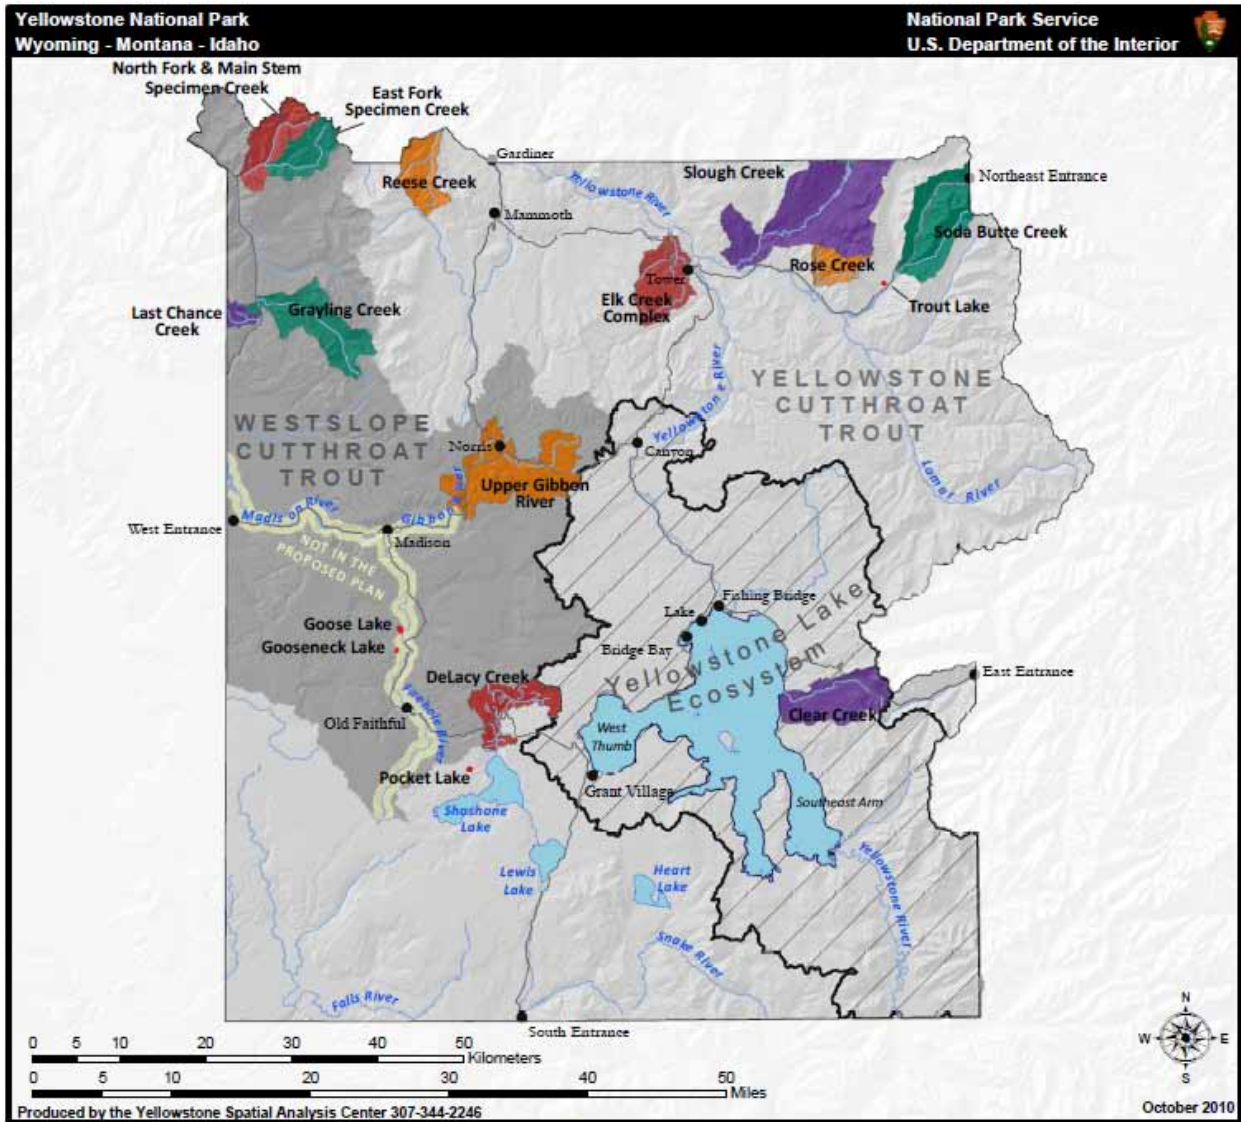 Yellowstone National Park
Wyoming - Montana - Idaho
National Park Service
U.S. Department of the Interior
North Fork & Main Stem
Specimen Creek
East Fork
Specimen Creek
Gardiner
Reese Creek
Yellowstone River
Slough Creek
Northeast Entrance
Mammoth
Soda Butte Creek
Rose Creek
Tower
Elk Creek
Complex
Trout Lake
Last Chance
Creek
Grayling Creek
YELLOWSTONE
CUTTHROAT
TROUT
WESTSLOPE
CUTTHROAT
TROUT
Yellowstone River
Norris
Canyon
Lamar River
Upper Gibbon
River
West Entrance
Madison River
Gibbon River
Madison
NOT IN THE
PROPOSED PLAN
Fishing Bridge
Lake
Bridge Bay
Yellowstone Lake
Ecosystem
Goose Lake
Gooseneck Lake
East Entrance
DeLacy Creek
Clear Creek
Firehole River
Old Faithful
West
Thumb
Pocket Lake
Grant Village
Southeast Arm
Shoshone
Lake
Lewis
Lake
Heart
Lake
Yellowstone River
Snake River
Falls River
South Entrance
0 5 10 20 30 40 50
Kilometers
0 5 10 20 30 40 50
Miles
N
W E
S
Produced by the Yellowstone Spatial Analysis Center 307-344-2246
October 2010